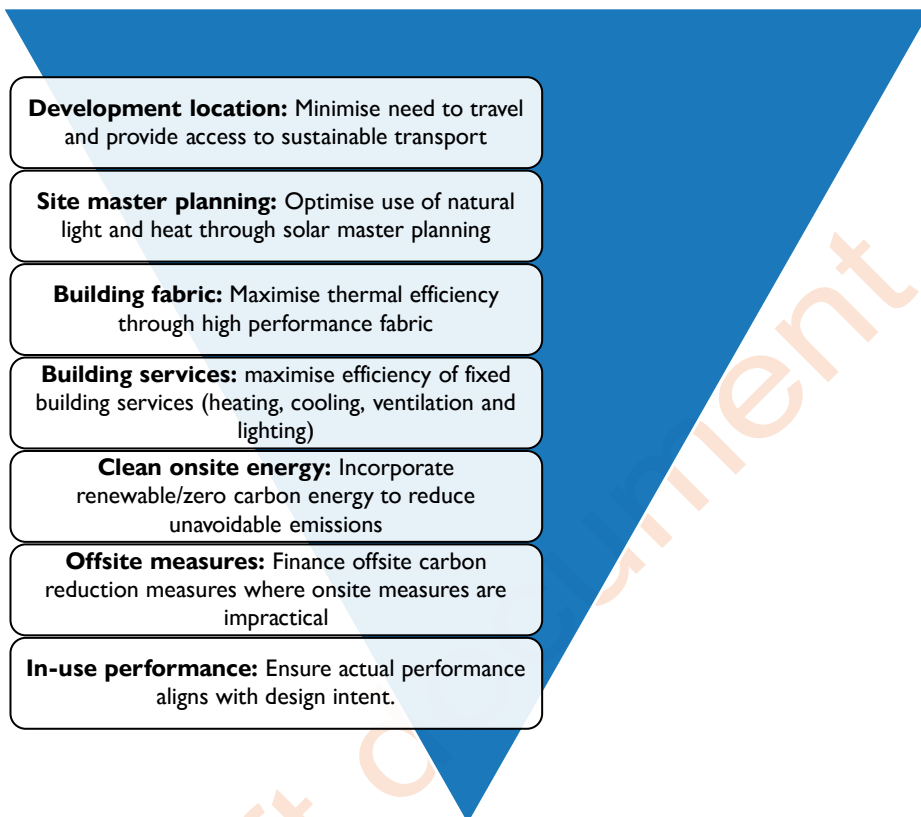 Development location: Minimise need to travel
and provide access to sustainable transport
Site master planning: Optimise use of natural
light and heat through solar master planning
Building fabric: Maximise thermal efficiency
through high performance fabric
Building services: maximise efficiency of fixed
building services (heating, cooling, ventilation and
lighting)
Clean onsite energy: Incorporate
renewable/zero carbon energy to reduce
unavoidable emissions
Offsite measures: Finance offsite carbon
reduction measures where onsite measures are
impractical
In-use performance: Ensure actual performance
aligns with design intent.
ft document